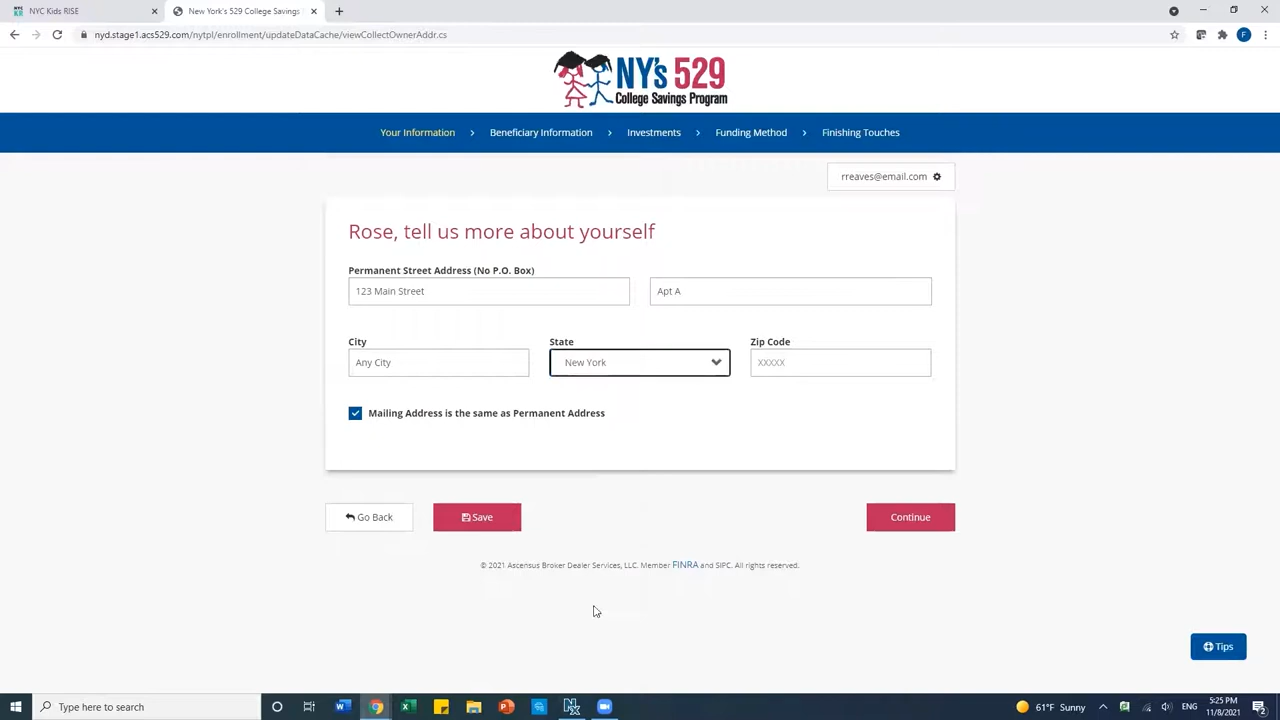 NYC Kids RISE
New York's 529 College Savings
nyd.stage1.acs529.com/nytpl/enrollment/updateDataCache/viewCollectOwnerAddr.cs
F
NY's 529
College Savings Program
Your Information
Beneficiary Information
Investments
Funding Method
Finishing Touches
rreaves@email.com
Rose, tell us more about yourself
Permanent Street Address (No P.O. Box)
123 Main Street
Apt A
City
State
Zip Code
Any City
New York
XXXXX
Mailing Address is the same as Permanent Address
Go Back
Save
Continue
© 2021 Ascensus Broker Dealer Services, LLC. Member FINRA and SIPC. All rights reserved.
Tips
Type here to search
61°F Sunny
ENG
5:25 PM
11/8/2021
2